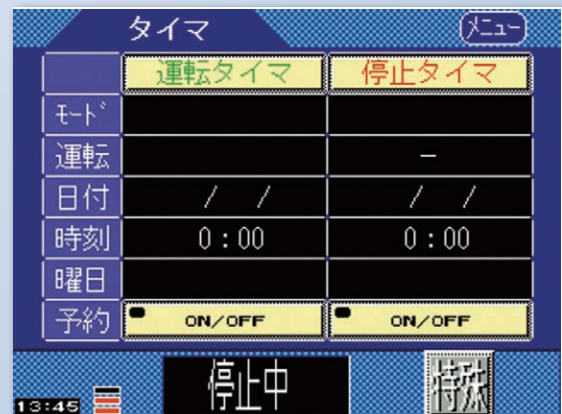 タイマ メニュー
運転タイマ 停止タイマ
モード
運転 －
日付 / / / /
時刻 0:00 0:00
曜日
予約 ON/OFF ON/OFF
13:45 停止中 特殊